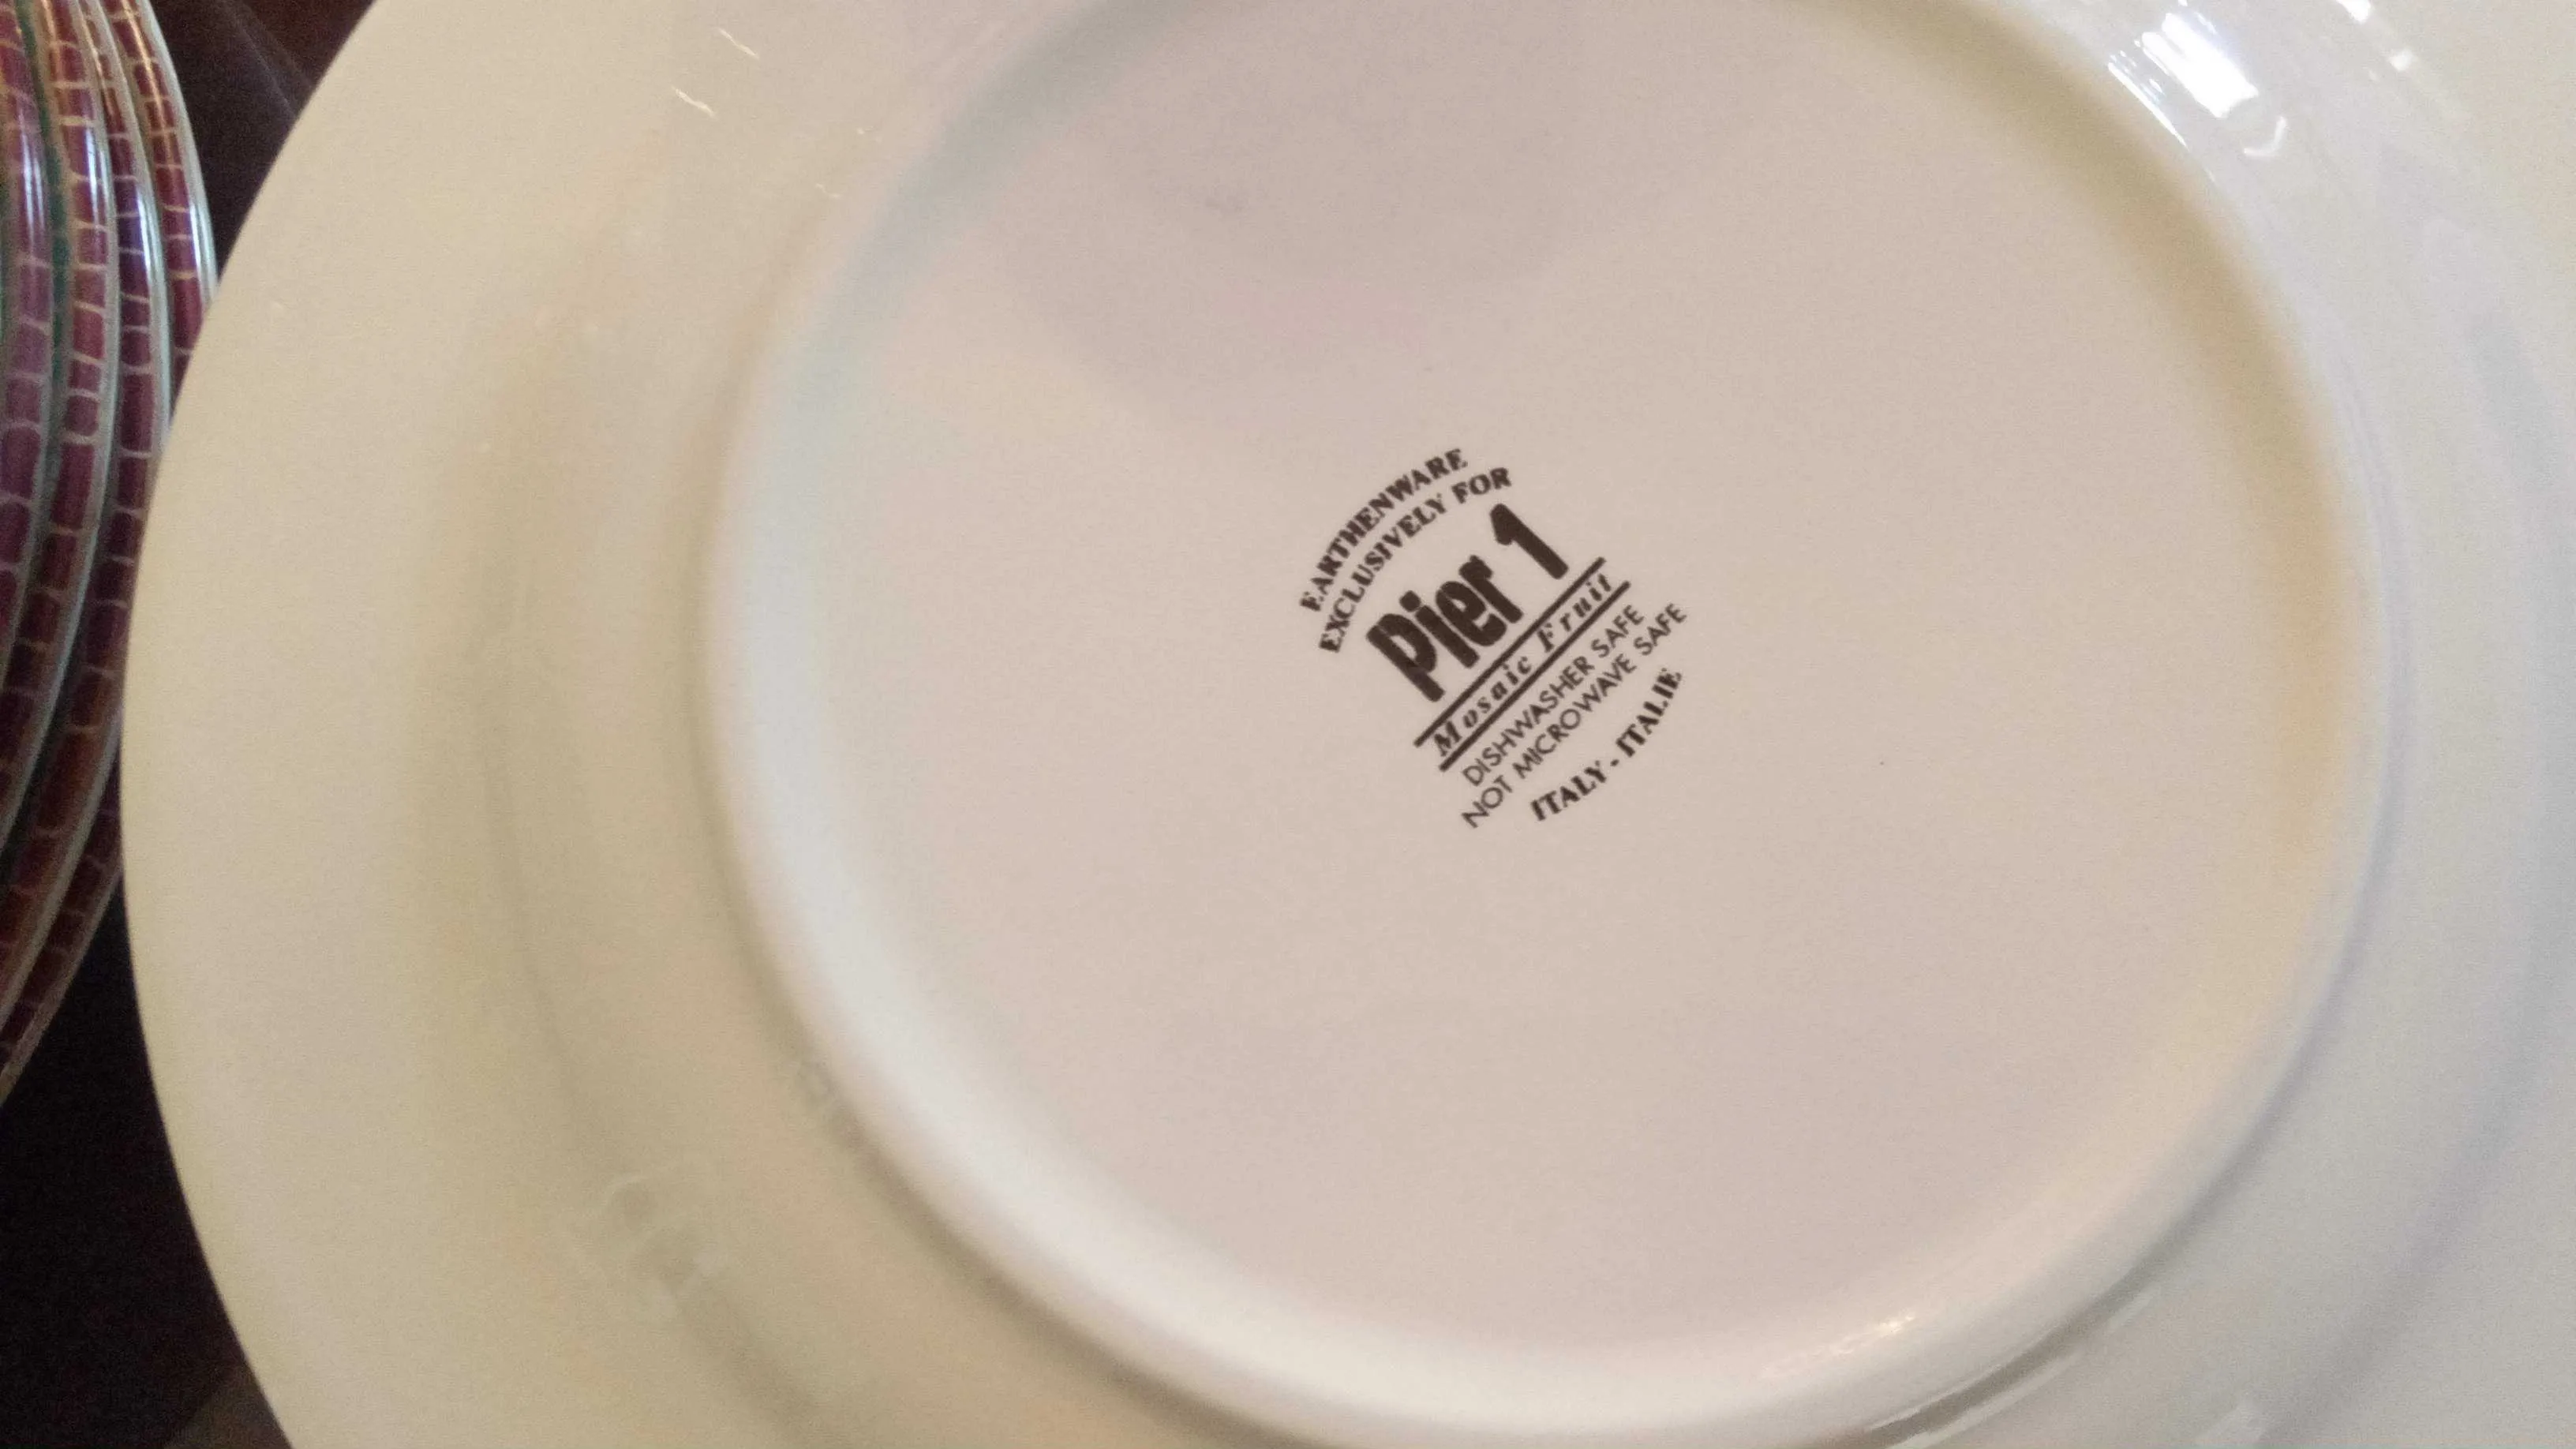 EARTHENWARE
EXCLUSIVELY FOR
Pier 1
Mosaic Fruit
DISHWASHER SAFE
NOT MICROWAVE SAFE
ITALY - ITALIE